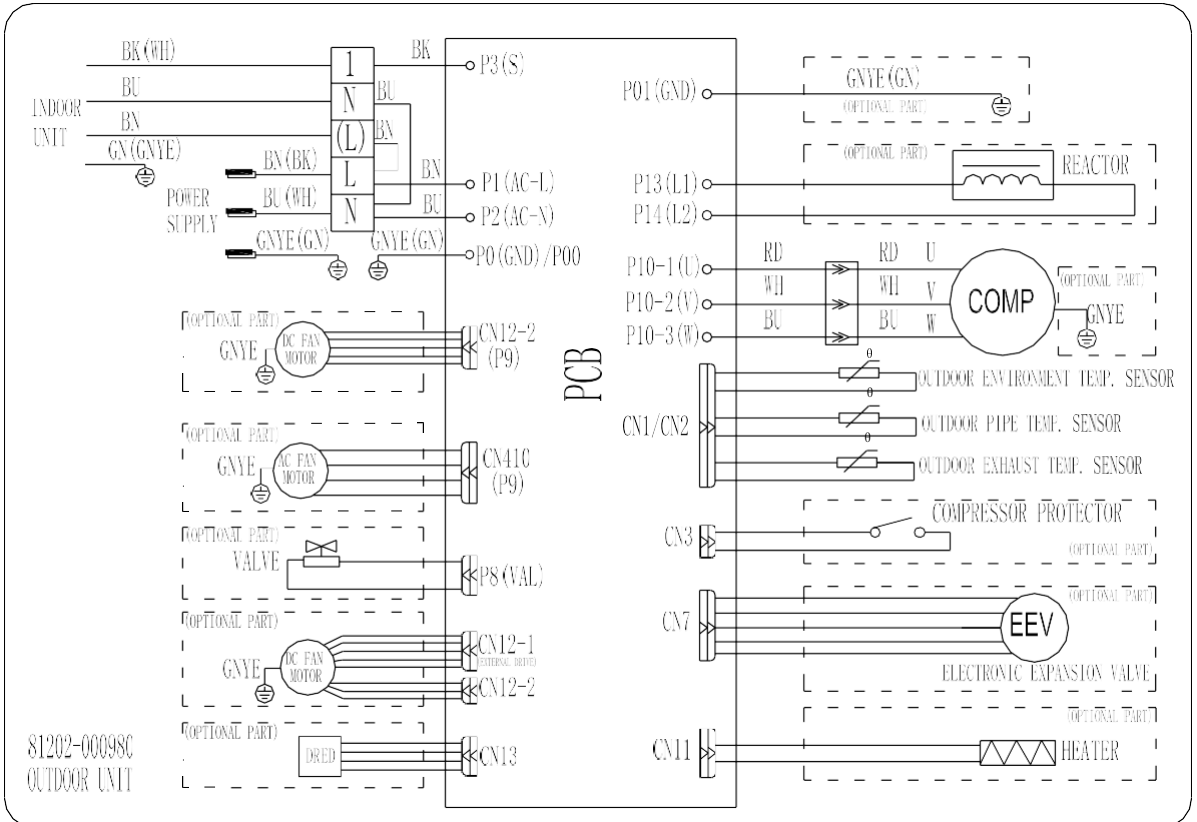 BK(WH)
BU
INDOOR
UNIT
BN
GN(GNYE)
BN(BK)
POWER
SUPPLY
BU(WH)
GNYE(GN)
1
N
(L)
L
N
BK
BU
BN
BN
BU
GNYE(GN)
P3(S)
P1(AC-L)
P2(AC-N)
P0(GND)/P00
(OPTIONAL PART)
GNYE
DC FAN
MOTOR
CN12-2
(P9)
(OPTIONAL PART)
GNYE
AC FAN
MOTOR
CN410
(P9)
(OPTIONAL PART)
VALVE
P8(VAL)
(OPTIONAL PART)
GNYE
DC FAN
MOTOR
CN12-1
(EXTERNAL DRIVE)
CN12-2
(OPTIONAL PART)
DRED
CN13
81202-00098C
OUTDOOR UNIT
PCB
P01(GND)
GNYE(GN)
(OPTIONAL PART)
(OPTIONAL PART)
REACTOR
P13(L1)
P14(L2)
P10-1(U)
RD
RD
U
P10-2(V)
WH
WH
V
P10-3(W)
BU
BU
W
COMP
(OPTIONAL PART)
GNYE
CN1/CN2
θ
OUTDOOR ENVIRONMENT TEMP. SENSOR
θ
OUTDOOR PIPE TEMP. SENSOR
θ
OUTDOOR EXHAUST TEMP. SENSOR
CN3
COMPRESSOR PROTECTOR
(OPTIONAL PART)
CN7
(OPTIONAL PART)
EEV
ELECTRONIC EXPANSION VALVE
(OPTIONAL PART)
CN11
HEATER